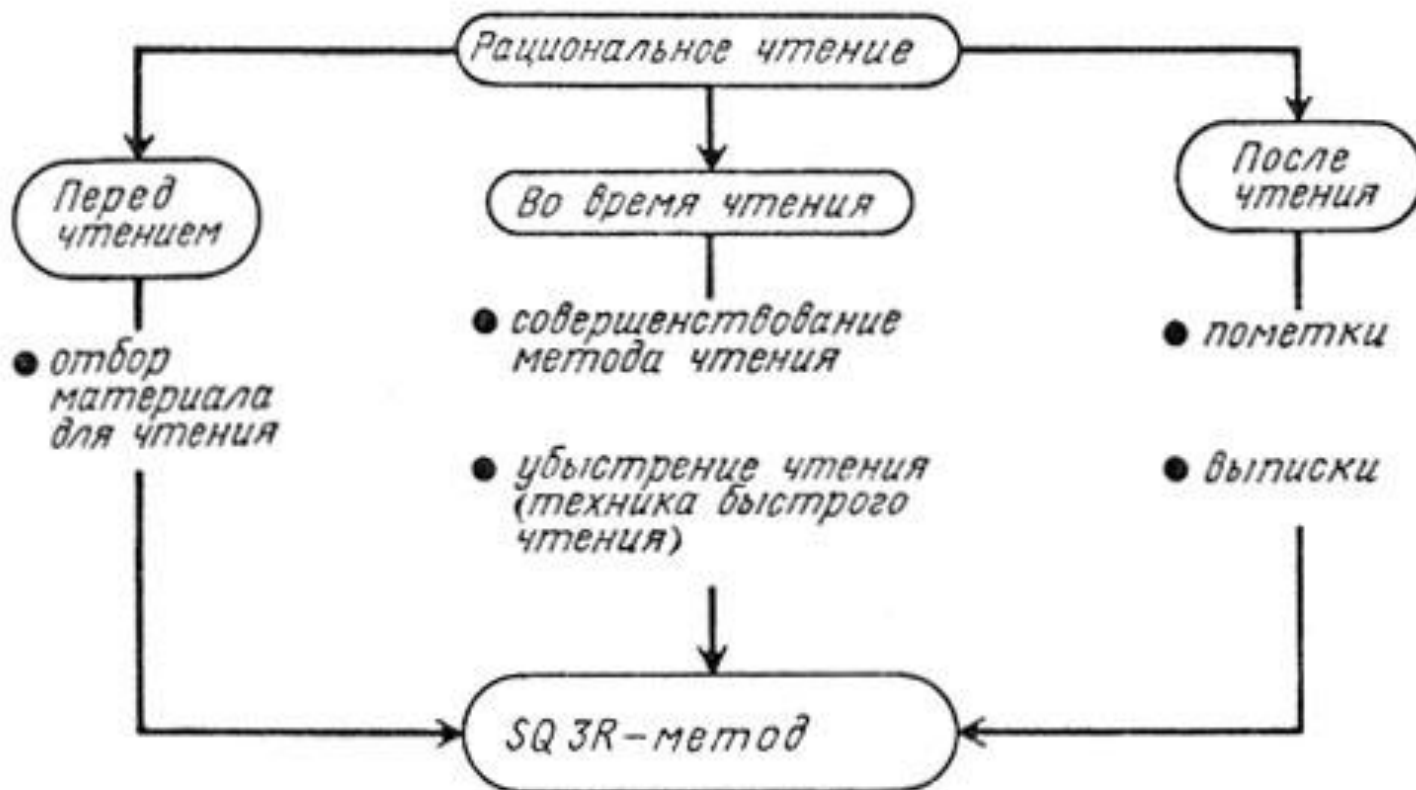 Рациональное чтение
Перед
чтением
● отбор
материала
для чтения
Во время чтения
● совершенствование
метода чтения
● убыстрение чтения
(техника быстрого
чтения)
После
чтения
● пометки
● выписки
SQ 3R-метод